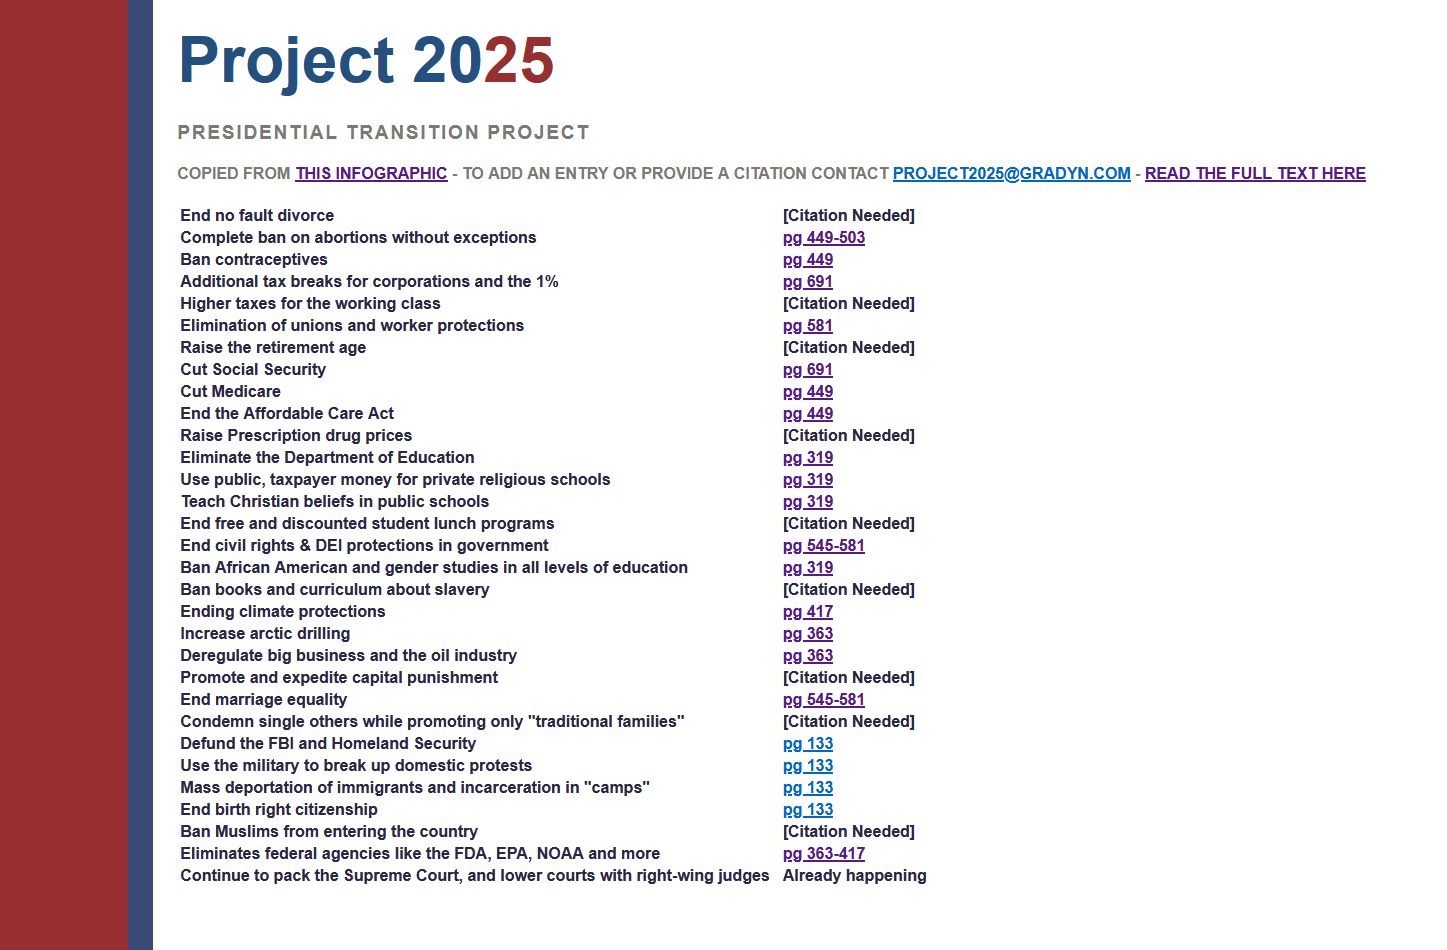 Project 2025
PRESIDENTIAL TRANSITION PROJECT
COPIED FROM THIS INFOGRAPHIC - TO ADD AN ENTRY OR PROVIDE A CITATION CONTACT PROJECT2025@GRADYN.COM - READ THE FULL TEXT HERE
End no fault divorce [Citation Needed]
Complete ban on abortions without exceptions pg 449-503
Ban contraceptives pg 449
Additional tax breaks for corporations and the 1% pg 691
Higher taxes for the working class [Citation Needed]
Elimination of unions and worker protections pg 581
Raise the retirement age [Citation Needed]
Cut Social Security pg 691
Cut Medicare pg 449
End the Affordable Care Act pg 449
Raise Prescription drug prices [Citation Needed]
Eliminate the Department of Education pg 319
Use public, taxpayer money for private religious schools pg 319
Teach Christian beliefs in public schools pg 319
End free and discounted student lunch programs [Citation Needed]
End civil rights & DEI protections in government pg 545-581
Ban African American and gender studies in all levels of education pg 319
Ban books and curriculum about slavery [Citation Needed]
Ending climate protections pg 417
Increase arctic drilling pg 363
Deregulate big business and the oil industry pg 363
Promote and expedite capital punishment [Citation Needed]
End marriage equality pg 545-581
Condemn single others while promoting only "traditional families" [Citation Needed]
Defund the FBI and Homeland Security pg 133
Use the military to break up domestic protests pg 133
Mass deportation of immigrants and incarceration in "camps" pg 133
End birth right citizenship pg 133
Ban Muslims from entering the country [Citation Needed]
Eliminates federal agencies like the FDA, EPA, NOAA and more pg 363-417
Continue to pack the Supreme Court, and lower courts with right-wing judges Already happening